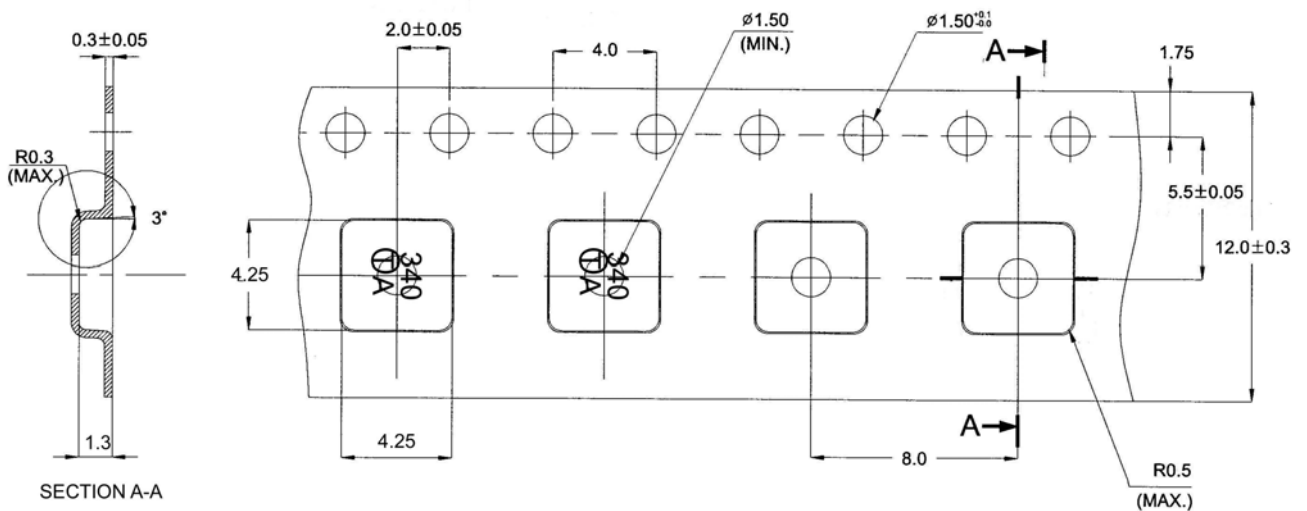 0.3±0.05
2.0±0.05
4.0
ø1.50
(MIN.)
ø1.50+0.1
-0.0
A
1.75
R0.3
(MAX.)
3°
5.5±0.05
12.0±0.3
4.25
340
TA
340
TA
1.3
4.25
8.0
A
R0.5
(MAX.)
SECTION A-A